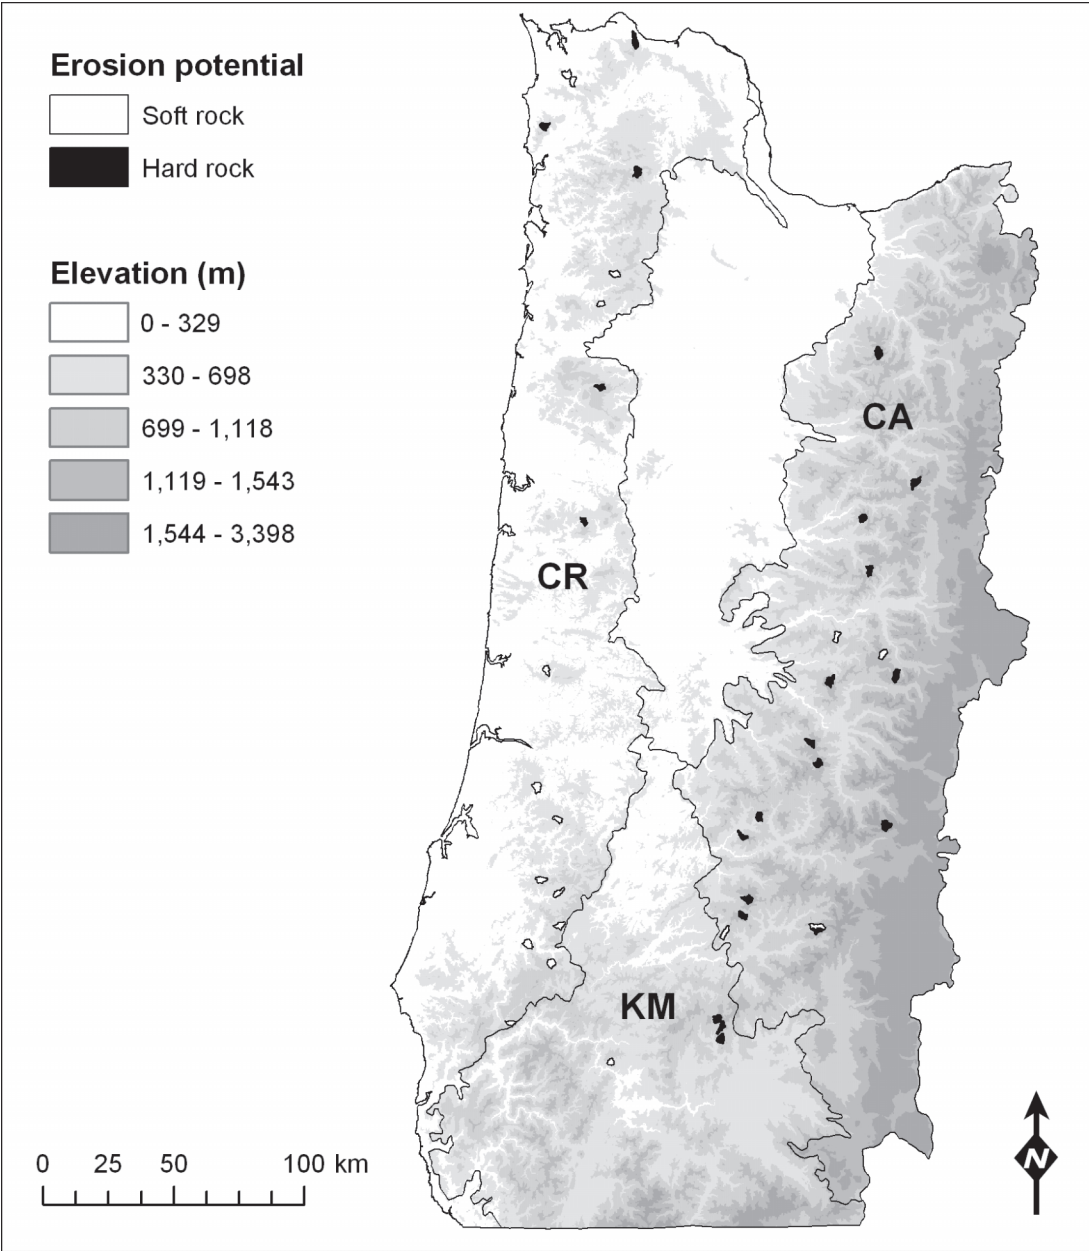 Erosion potential
Soft rock
Hard rock
Elevation (m)
0 - 329
330 - 698
699 - 1,118
1,119 - 1,543
1,544 - 3,398
CA
CR
KM
0 25 50 100 km
N